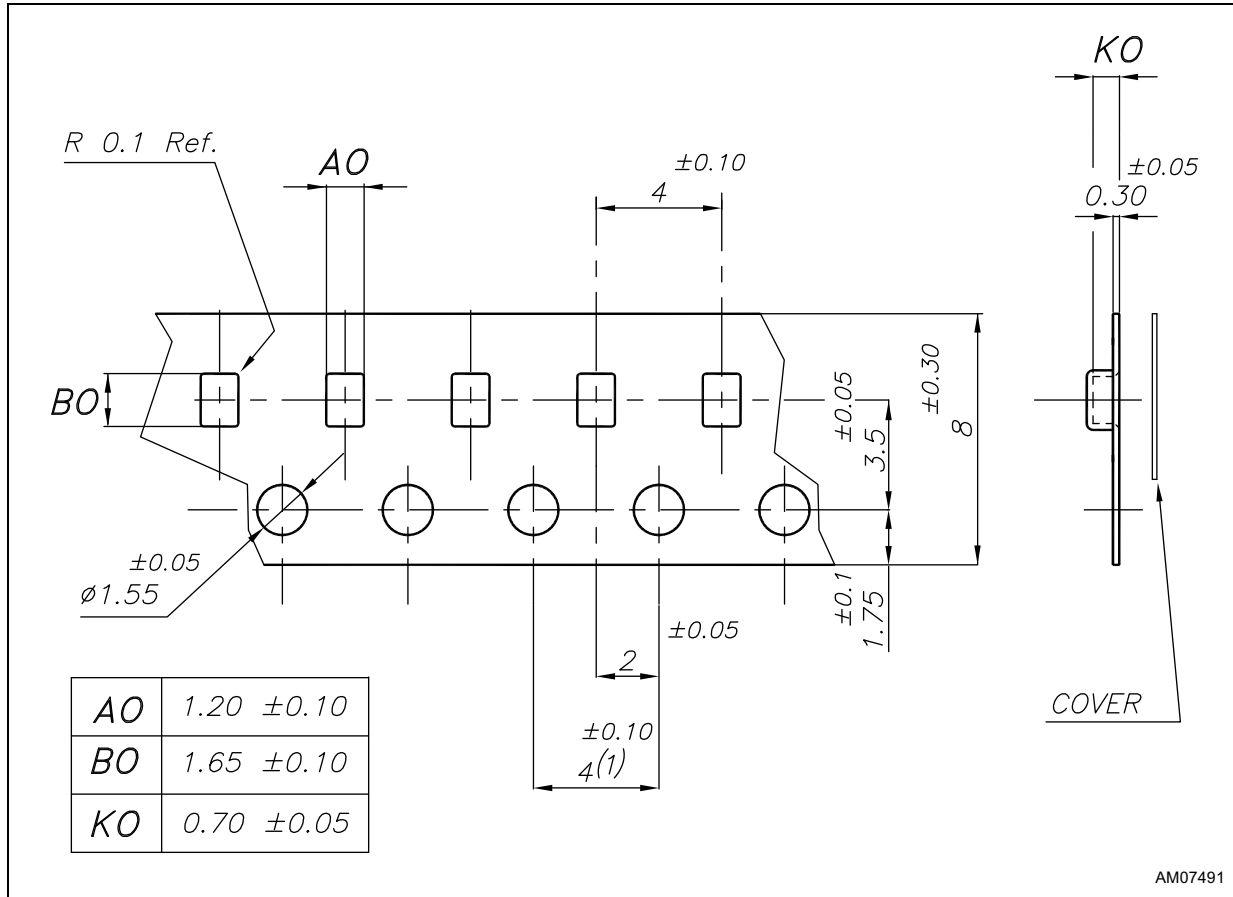 KO
R 0.1 Ref.
AO
±0.10
4
±0.05
0.30
BO
±0.05
3.5
±0.30
8
±0.05
ø1.55
±0.1
1.75
±0.05
2
±0.10
4(1)
COVER
AO 1.20 ±0.10
BO 1.65 ±0.10
KO 0.70 ±0.05
AM07491